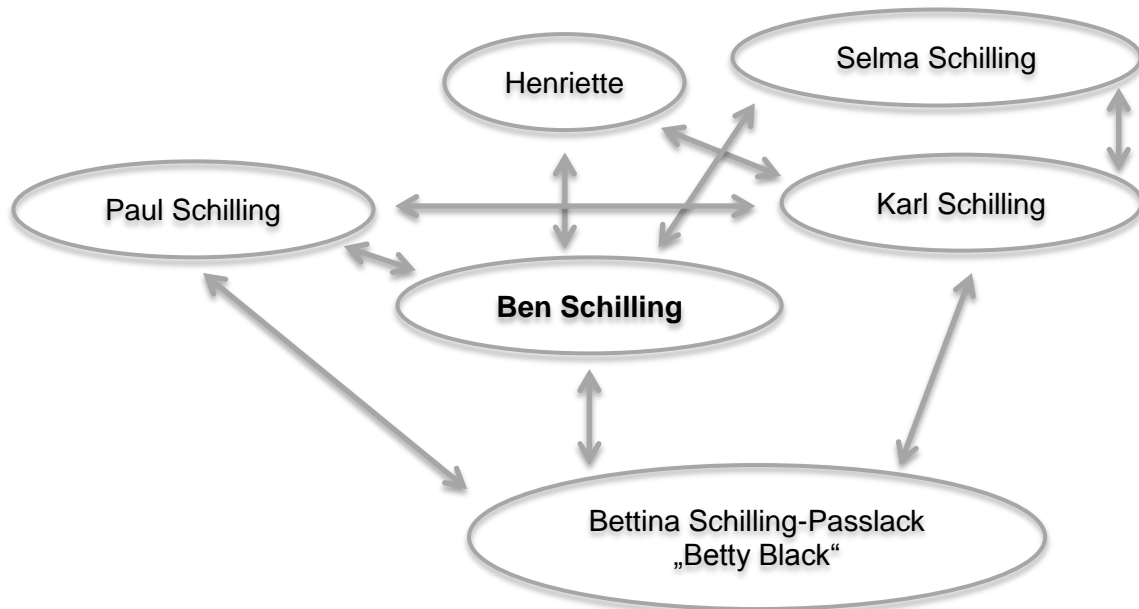 Selma Schilling
Henriette
Paul Schilling
Karl Schilling
Ben Schilling
Bettina Schilling-Passlack
„Betty Black“